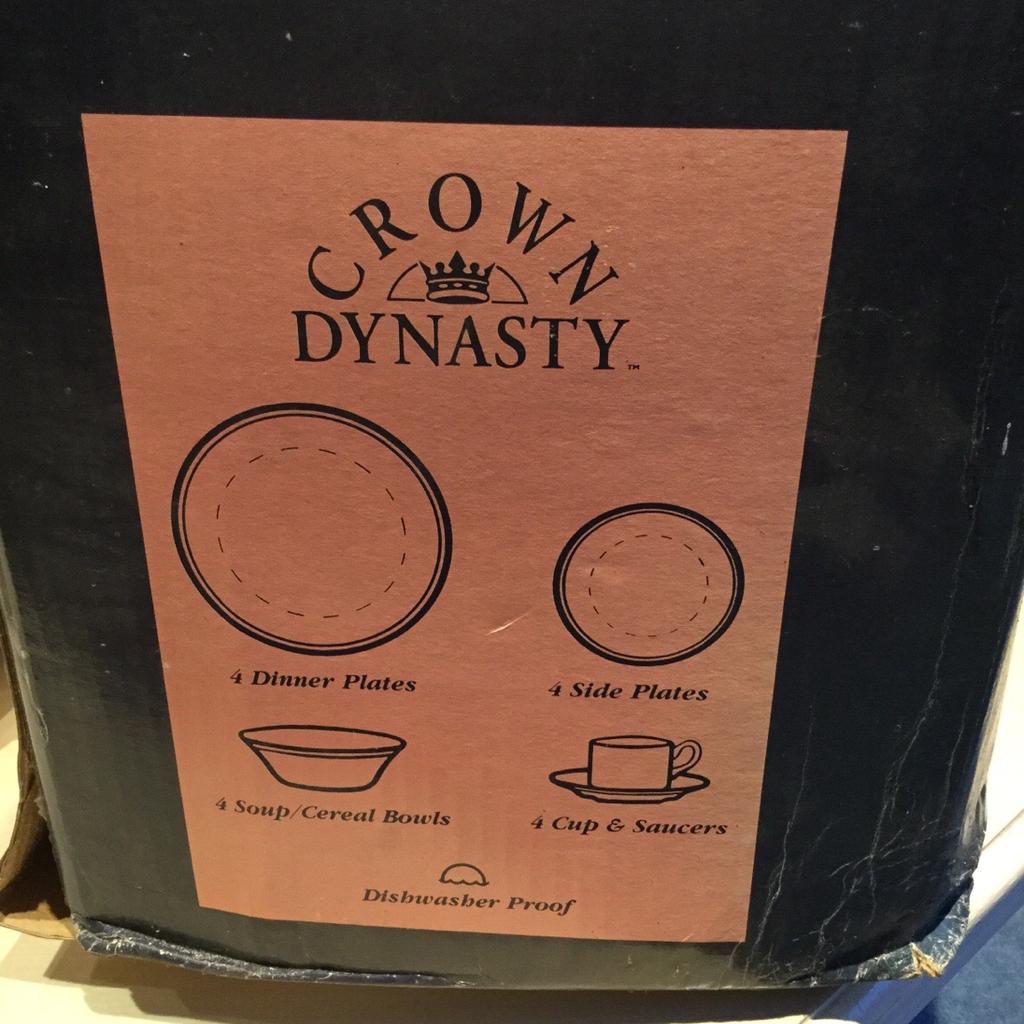 CROWN
DYNASTY™
4 Dinner Plates
4 Side Plates
4 Soup/Cereal Bowls
4 Cup & Saucers
Dishwasher Proof